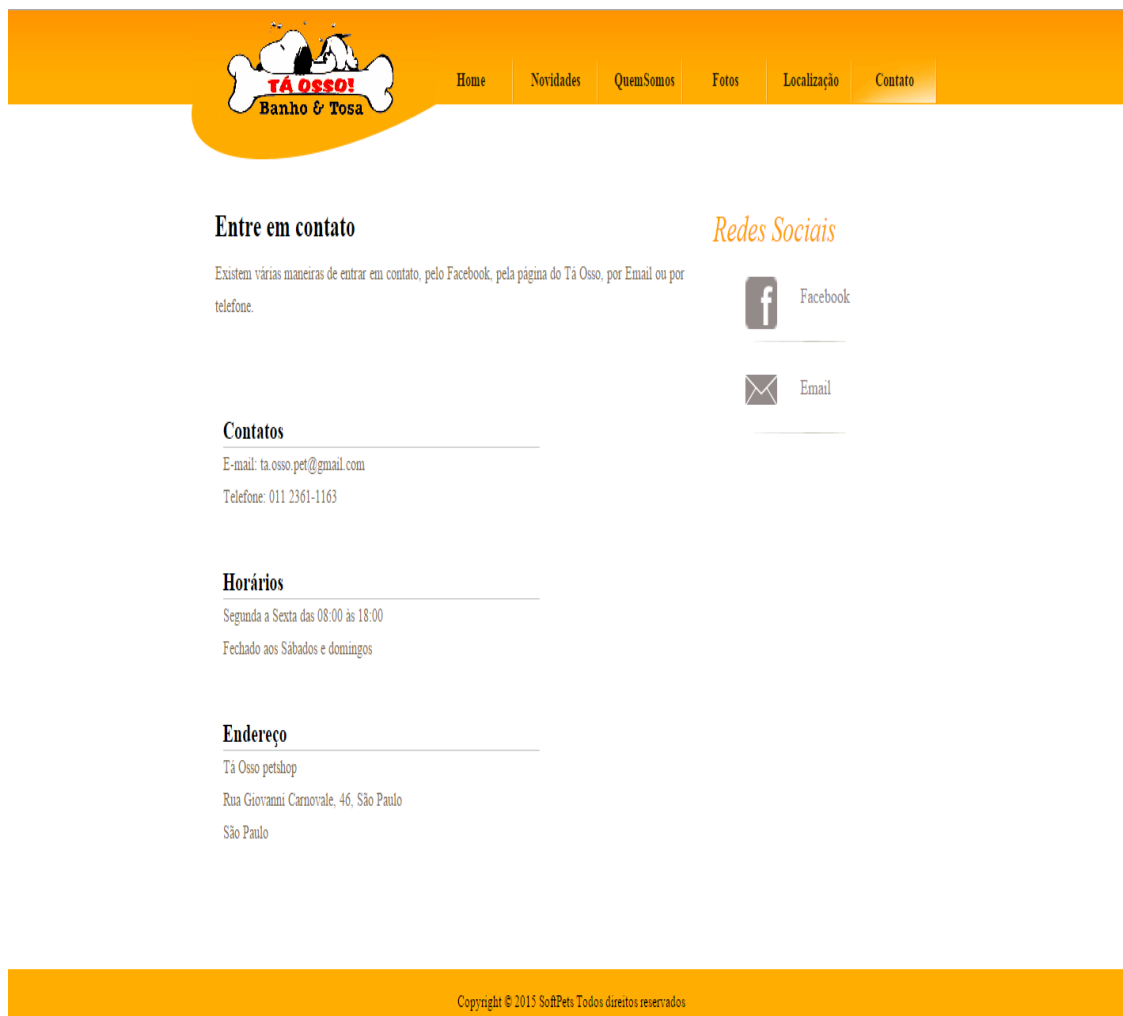 TÁ OSSO!
Banho & Tosa
Home Novidades QuemSomos Fotos Localização Contato
Entre em contato
Existem várias maneiras de entrar em contato, pelo Facebook, pela página do Tá Osso, por Email ou por
telefone.
Redes Sociais
Facebook
Email
Contatos
E-mail: ta.osso.pet@gmail.com
Telefone: 011 2361-1163
Horários
Segunda a Sexta das 08:00 às 18:00
Fechado aos Sábados e domingos
Endereço
Tá Osso petshop
Rua Giovanni Carnovale, 46, São Paulo
São Paulo
Copyright © 2015 SoftPets Todos direitos reservados